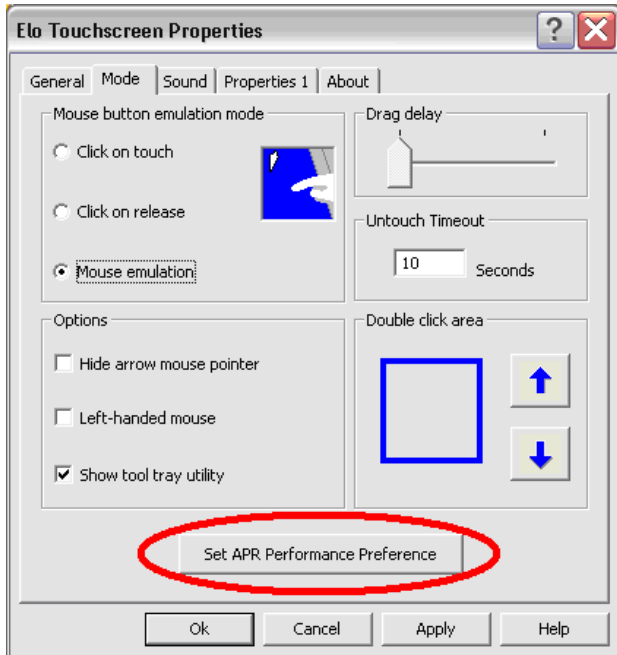 Elo Touchscreen Properties
General Mode Sound Properties 1 About
Mouse button emulation mode
Click on touch
Click on release
Mouse emulation
Drag delay
Untouch Timeout
10 Seconds
Options
Hide arrow mouse pointer
Left-handed mouse
Show tool tray utility
Double click area
Set APR Performance Preference
Ok Cancel Apply Help